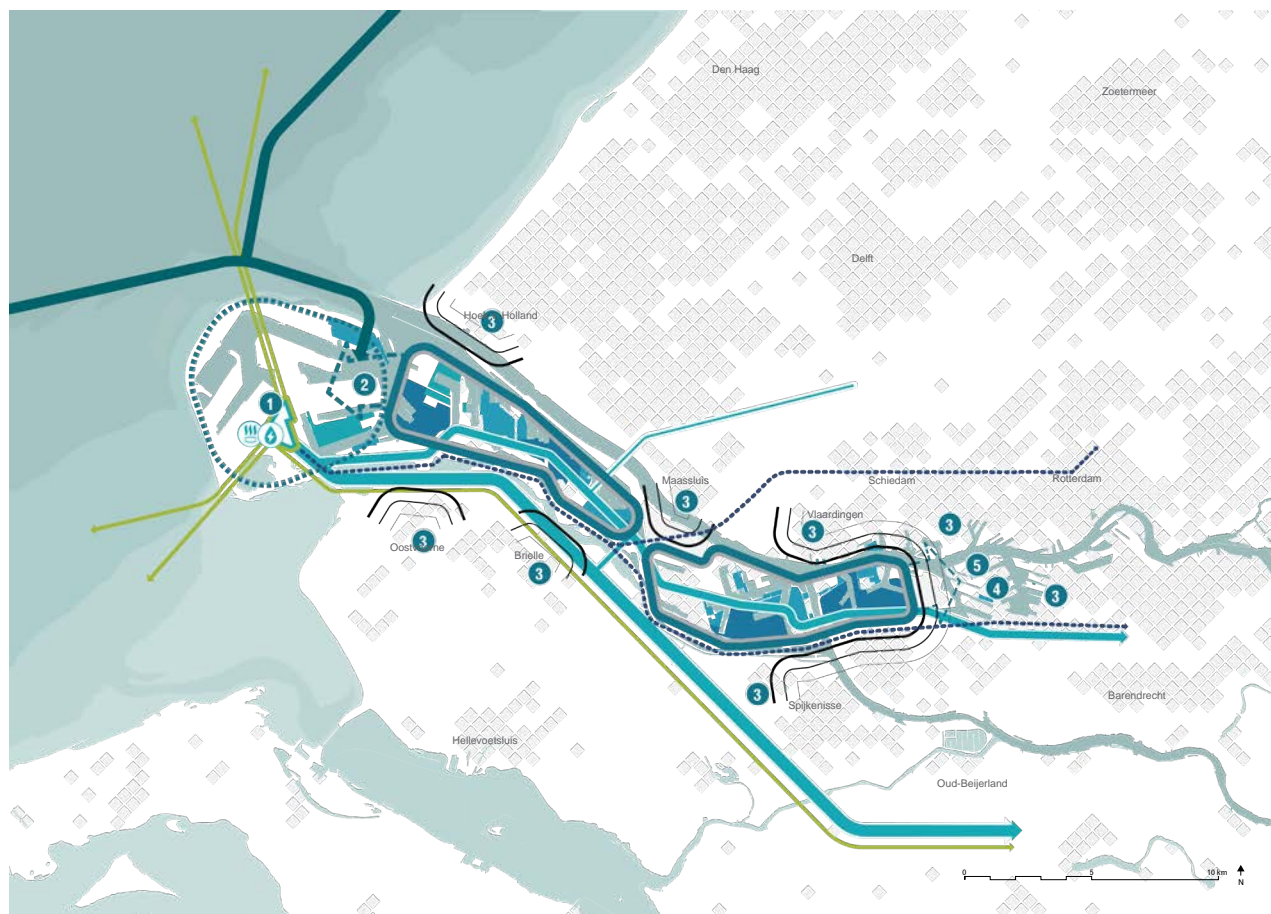 Den Haag
Zoetermeer
Delft
Hoek v Holland
3
2
1
Maassluis
Schiedam
Rotterdam
3
Vlaardingen
3
3
Oostvoorne
3
Brielle
3
5
4
3
3
Spijkenisse
Barendrecht
Hellevoetsluis
Oud-Beijerland
0
5
10 km
N